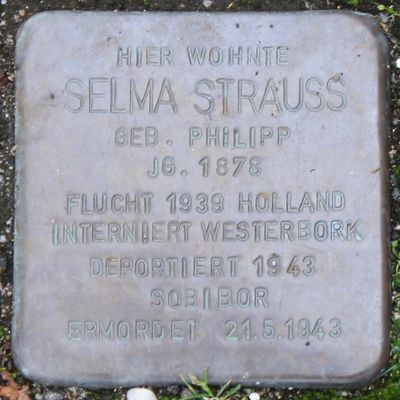 HIER WOHNTE
SELMA STRAUSS
GEB. PHILIPP
JG. 1878
FLUCHT 1939 HOLLAND
INTERNIERT WESTERBORK
DEPORTIERT 1943
SOBIBOR
ERMORDET 21.5.1943